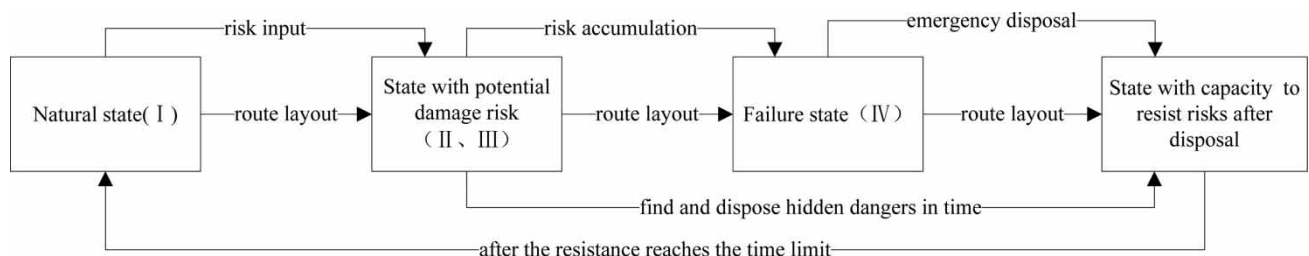 risk input
risk accumulation
emergency disposal
Natural state(Ⅰ)
route layout
State with potential
damage risk
（Ⅱ、Ⅲ）
route layout
Failure state（Ⅳ）
route layout
State with capacity to
resist risks after
disposal
find and dispose hidden dangers in time
after the resistance reaches the time limit